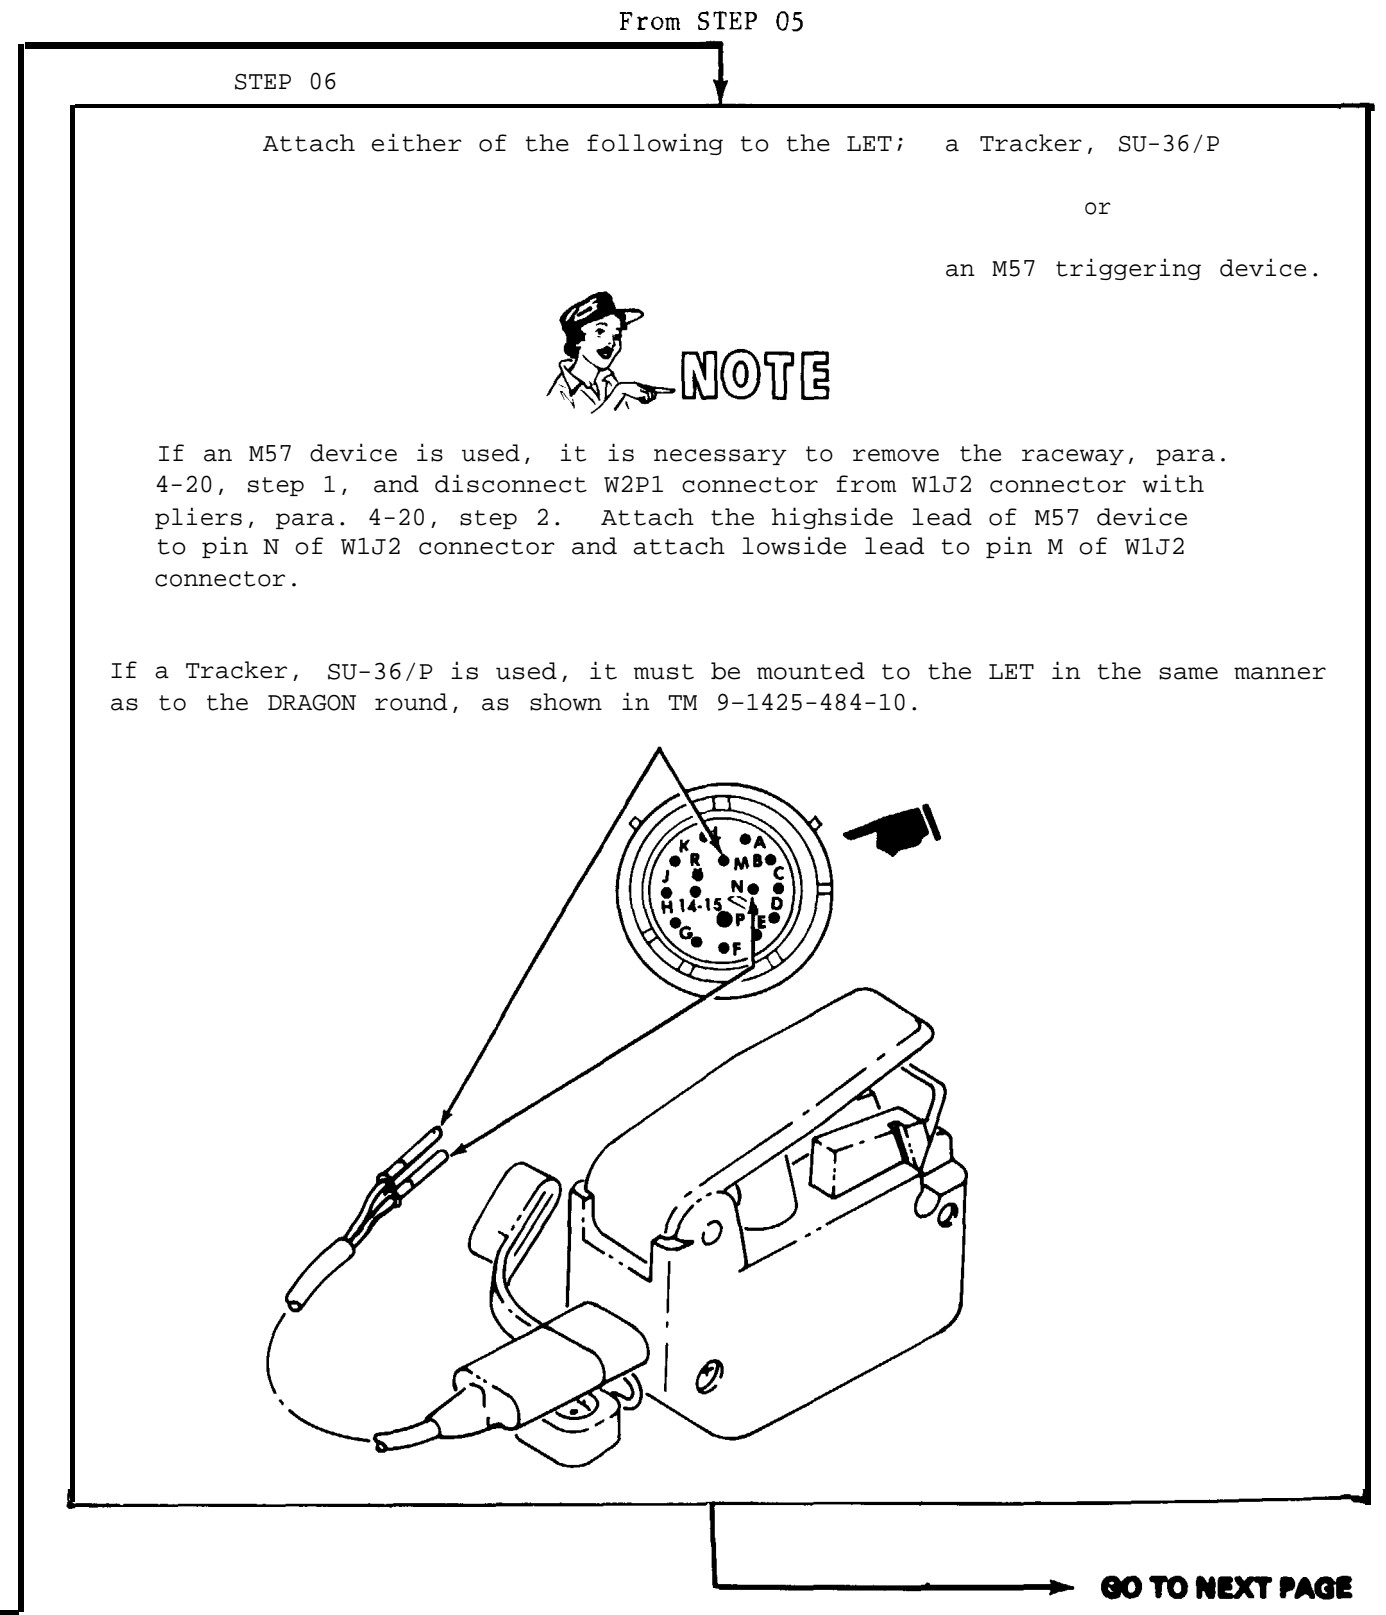 From STEP 05
STEP 06
Attach either of the following to the LET; a Tracker, SU-36/P
or
an M57 triggering device.
NOTE
If an M57 device is used, it is necessary to remove the raceway, para.
4-20, step 1, and disconnect W2P1 connector from W1J2 connector with
pliers, para. 4-20, step 2. Attach the highside lead of M57 device
to pin N of W1J2 connector and attach lowside lead to pin M of W1J2
connector.
If a Tracker, SU-36/P is used, it must be mounted to the LET in the same manner
as to the DRAGON round, as shown in TM 9-1425-484-10.
K A
R M B
J N C
H 14-15 D
P E
G F
GO TO NEXT PAGE